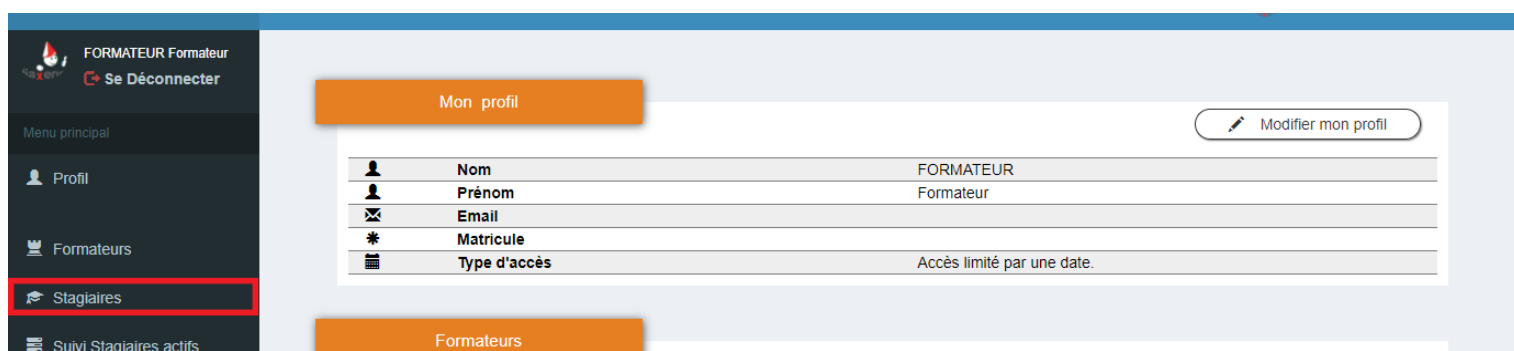 FORMATEUR Formateur
Saxeni
Se Déconnecter
Menu principal
Profil
Formateurs
Stagiaires
Suivi Stagiaires actifs
Mon profil
Modifier mon profil
Nom FORMATEUR
Prénom Formateur
Email
Matricule
Type d'accès Accès limité par une date.
Formateurs